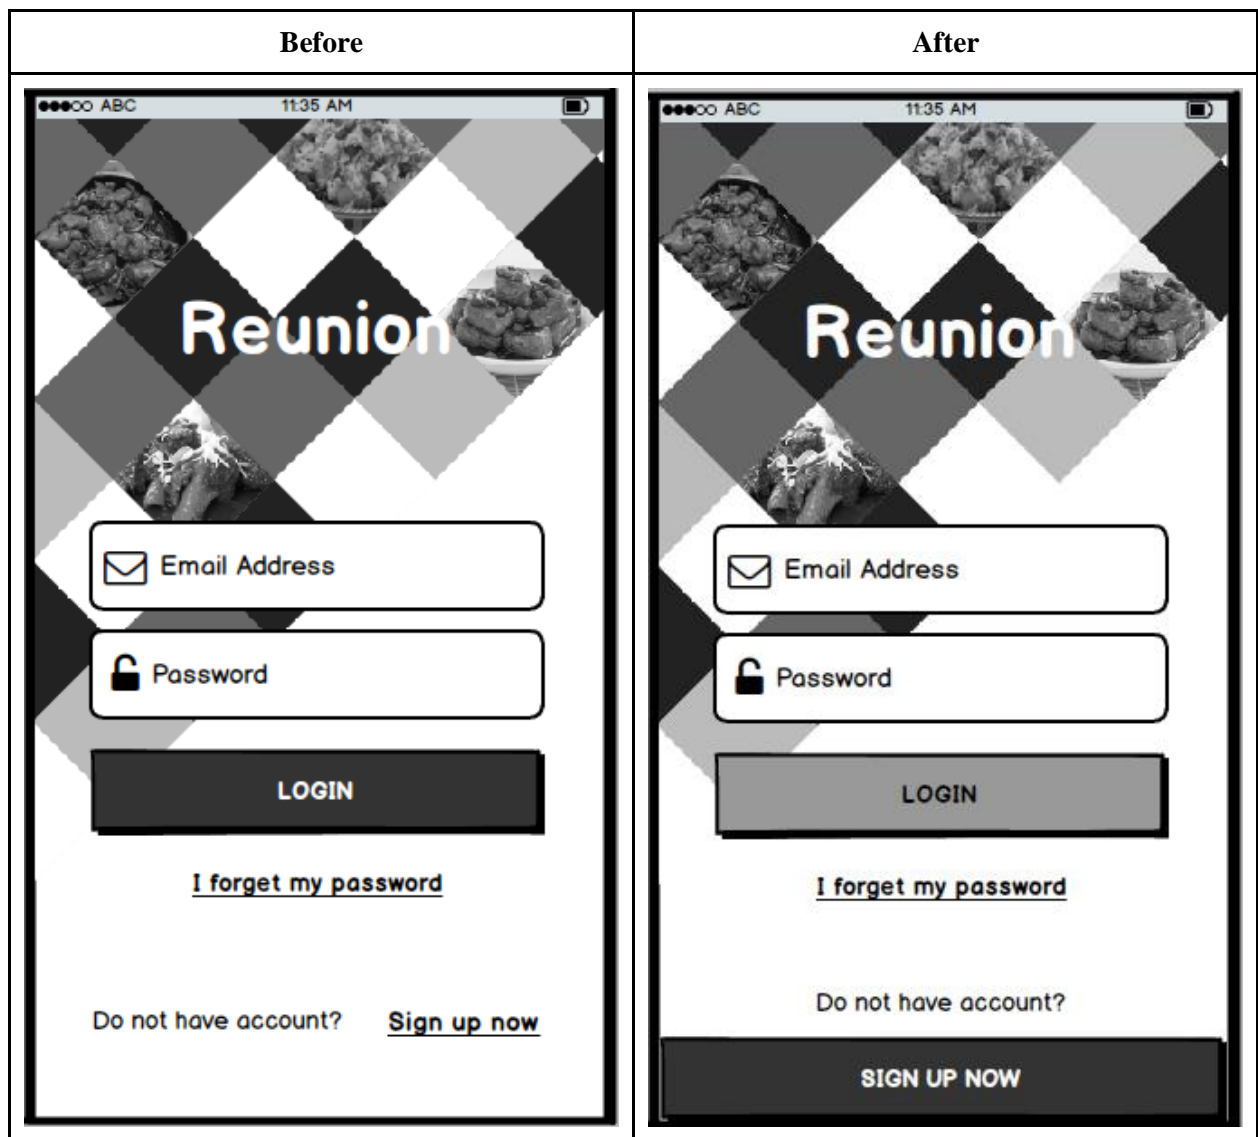 Before
After
ABC
11:35 AM
Reunion
Email Address
Password
LOGIN
I forget my password
Do not have account?
Sign up now
ABC
11:35 AM
Reunion
Email Address
Password
LOGIN
I forget my password
Do not have account?
SIGN UP NOW